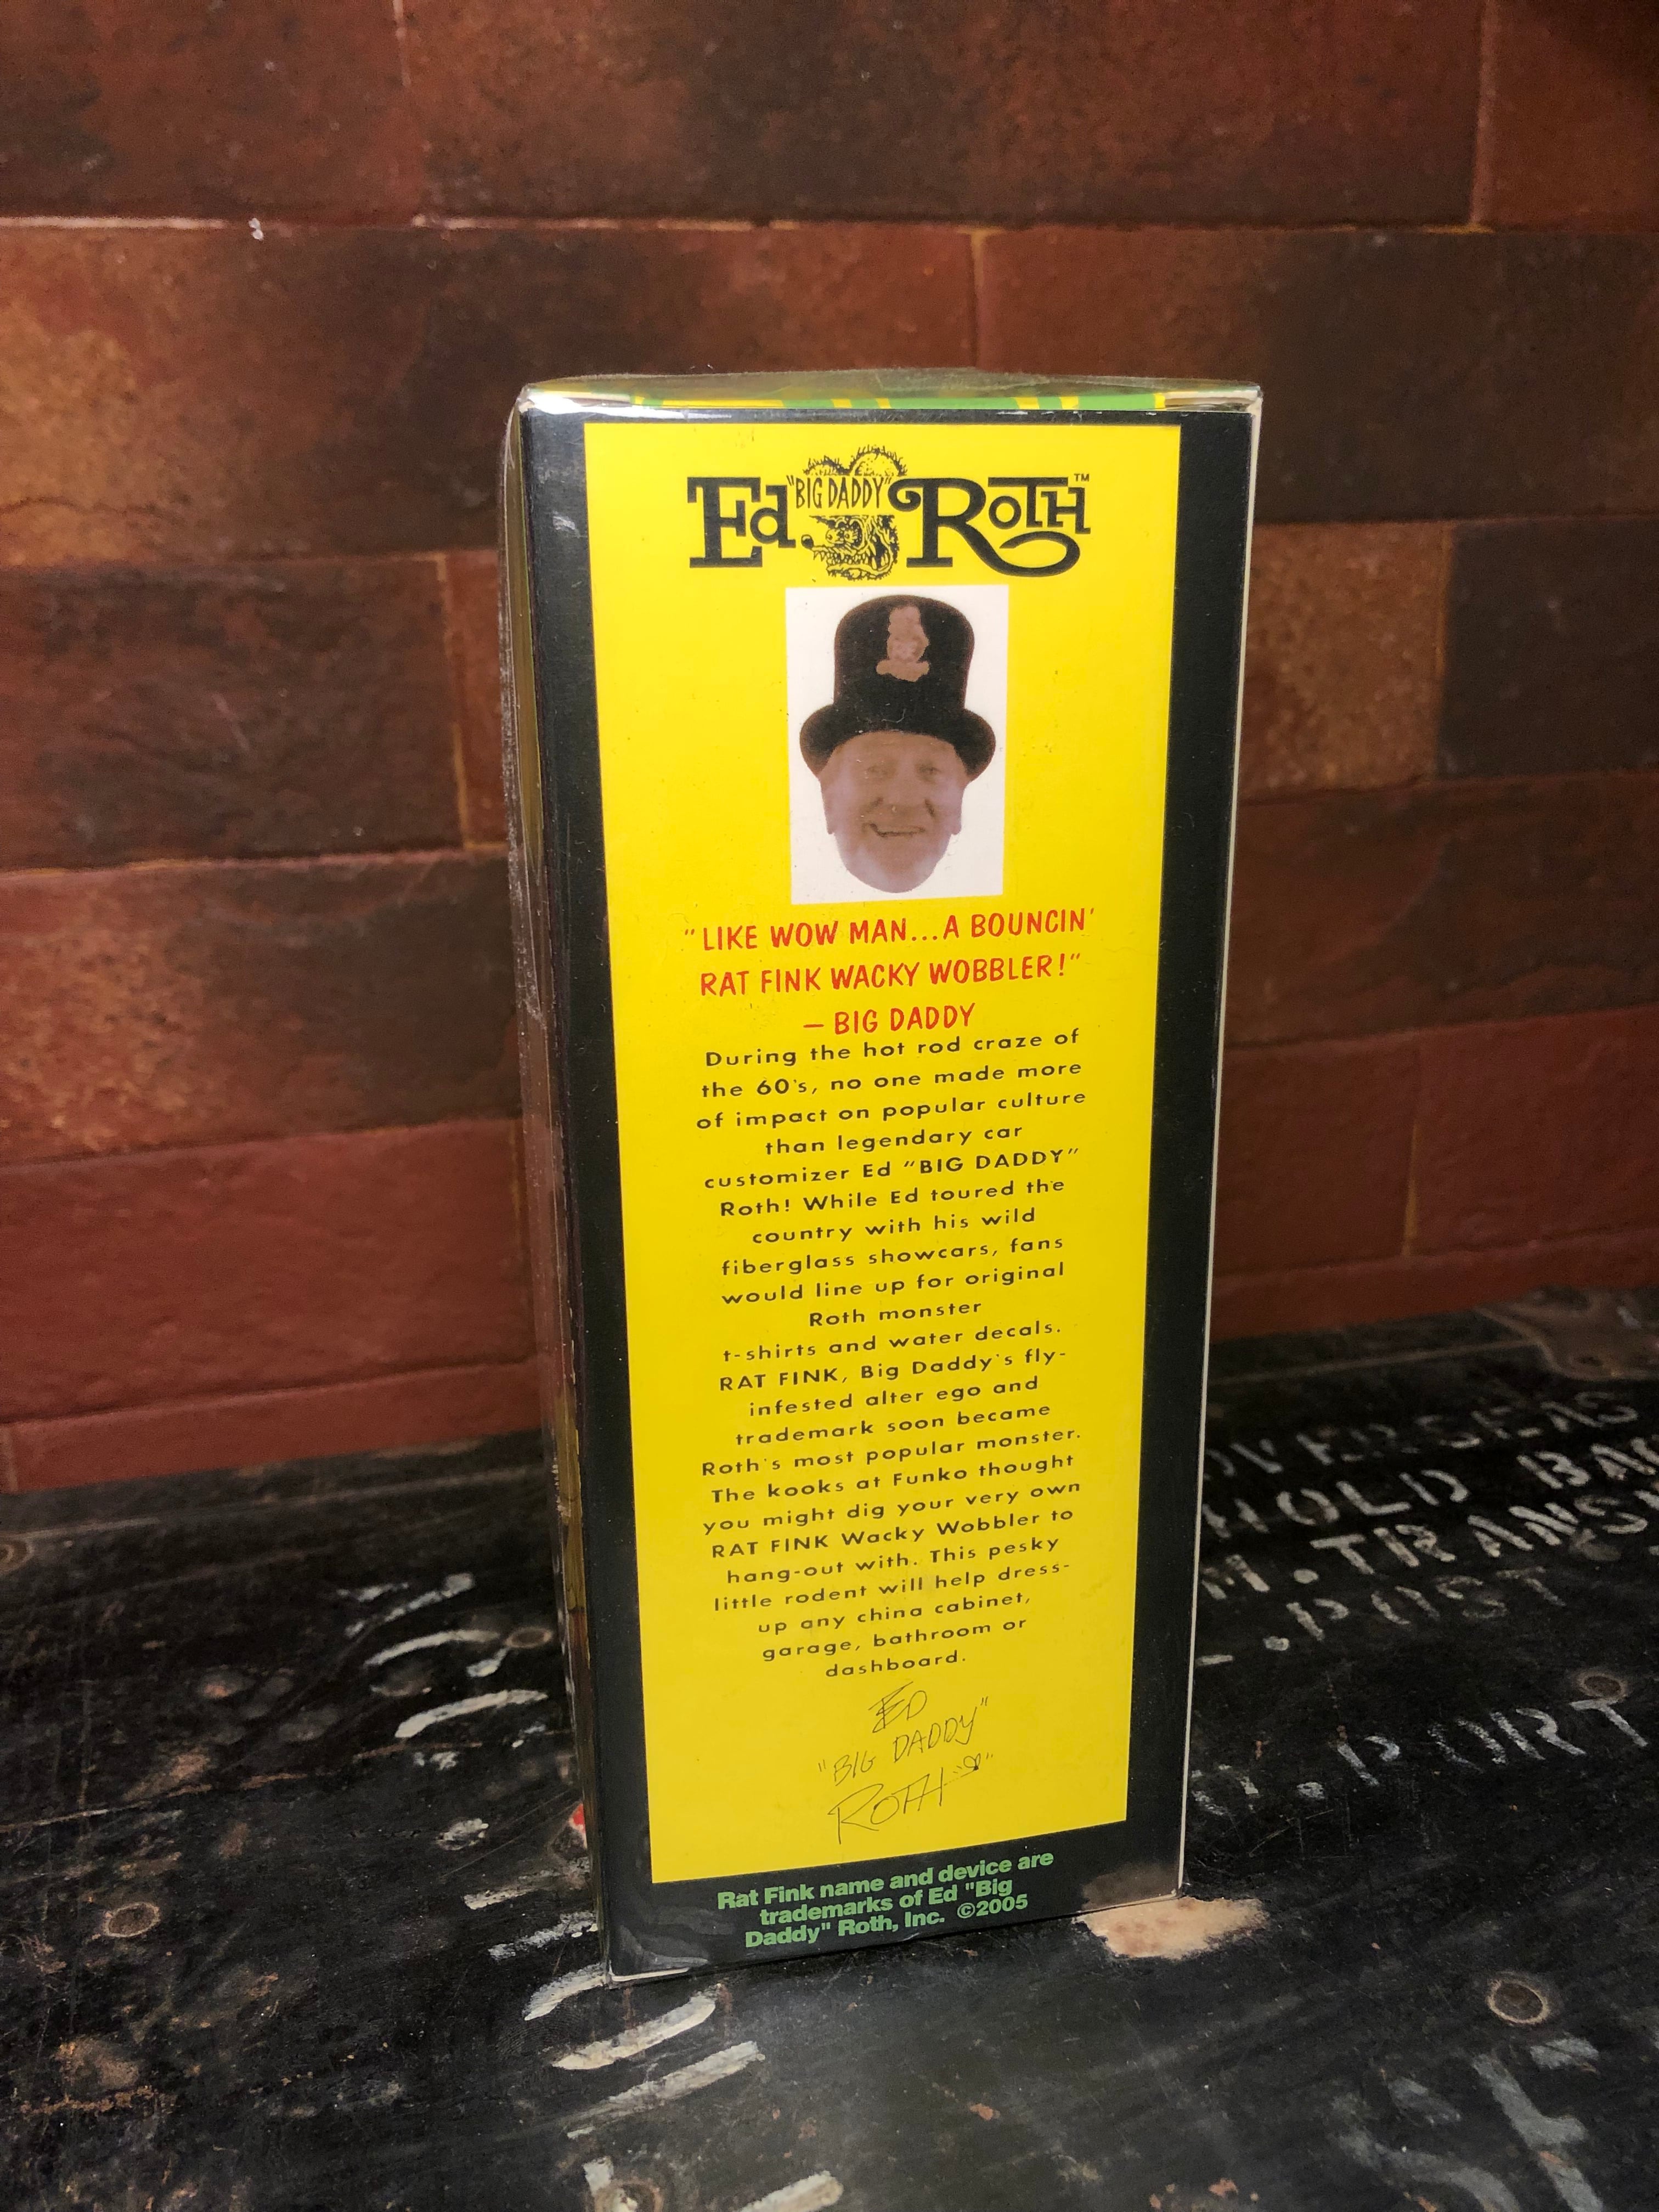 Ed "BIG DADDY" ROTH™
"LIKE WOW MAN...A BOUNCIN'
RAT FINK WACKY WOBBLER!"
– BIG DADDY
During the hot rod craze of
the 60's, no one made more
of impact on popular culture
than legendary car
customizer Ed "BIG DADDY"
Roth! While Ed toured the
country with his wild
fiberglass showcars, fans
would line up for original
Roth monster
t-shirts and water decals.
RAT FINK, Big Daddy's fly-
infested alter ego and
trademark soon became
Roth's most popular monster.
The kooks at Funko thought
you might dig your very own
RAT FINK Wacky Wobbler to
hang-out with. This pesky
little rodent will help dress-
up any china cabinet,
garage, bathroom or
dashboard.
ED
"BIG DADDY"
ROTH
Rat Fink name and device are
trademarks of Ed "Big
Daddy" Roth, Inc. ©2005
OVERSEAS
HOLD
M.TRANS
POST
PORT